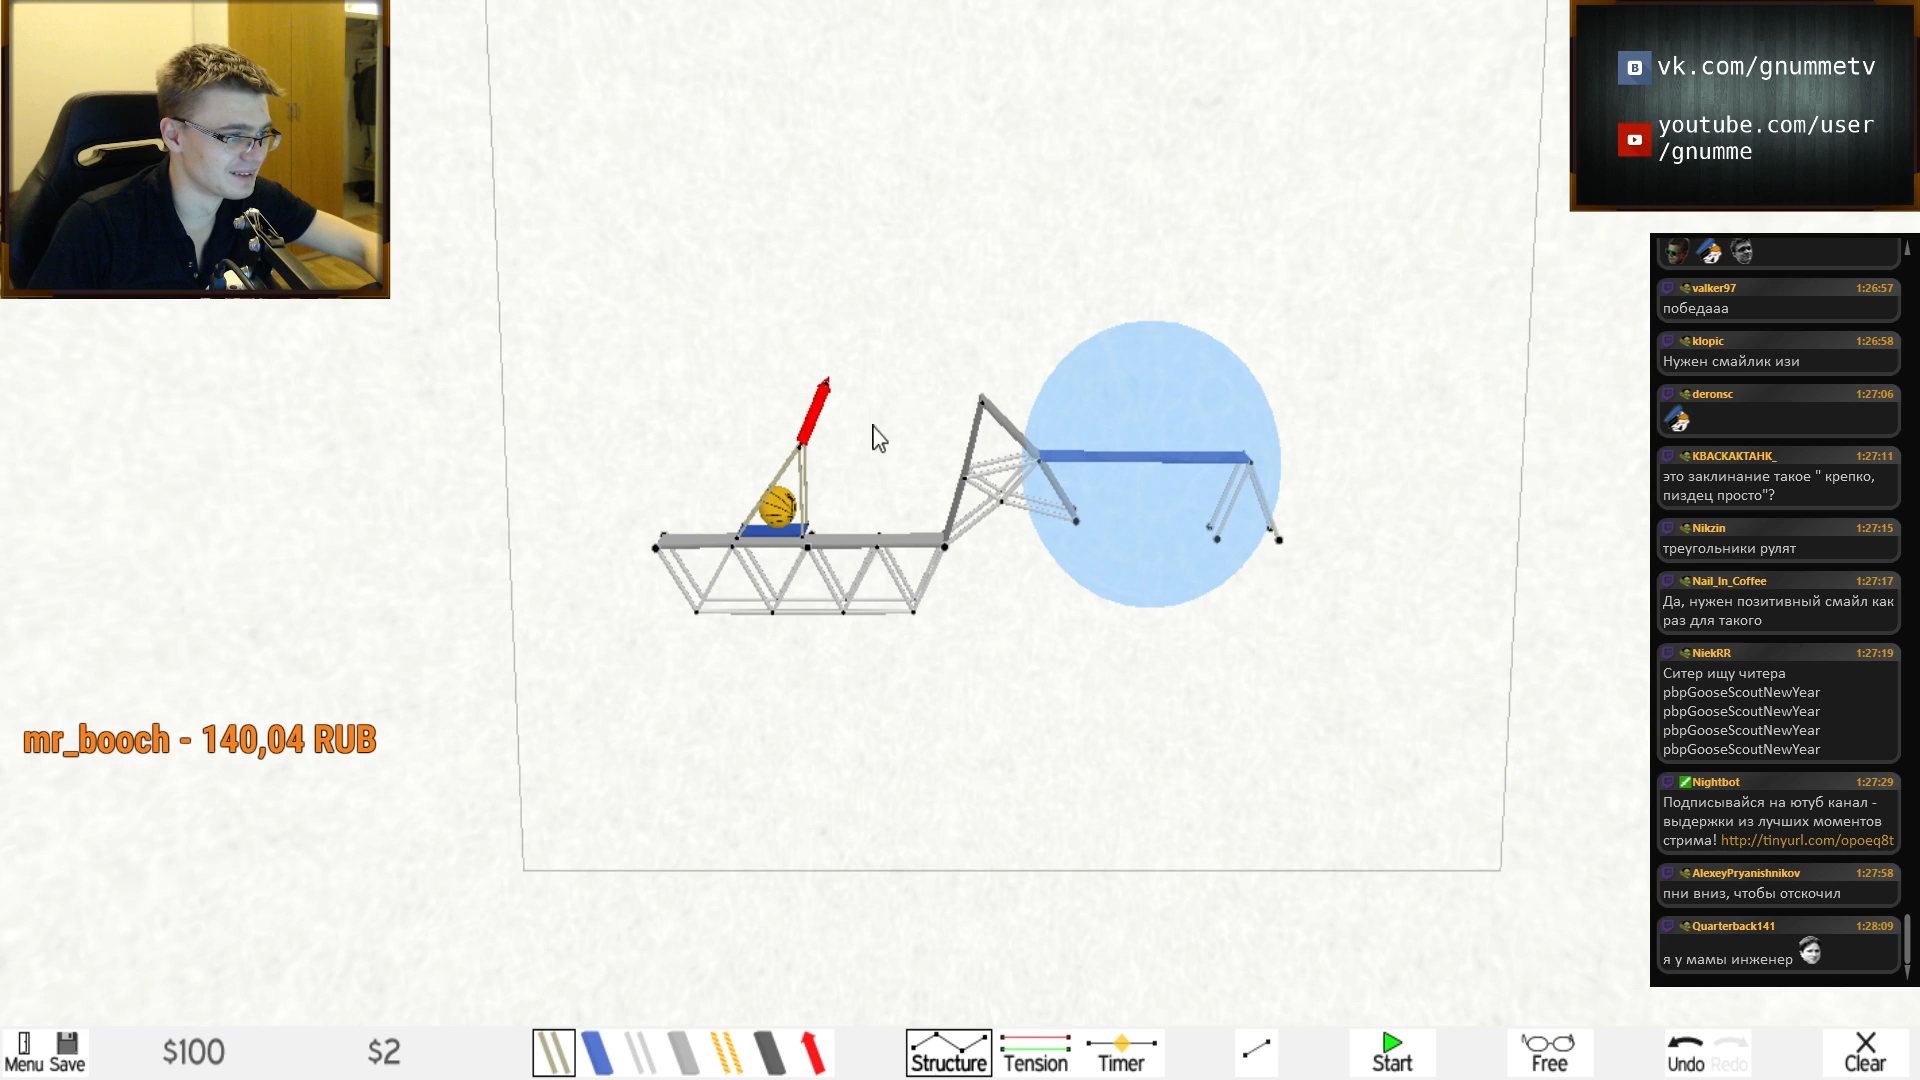 vk.com/gnummetv
youtube.com/user
/gnumme
valker97 1:26:57
победааа
klopic 1:26:58
Нужен смайлик изи
deronsc 1:27:06
KBACKAKTAHK_ 1:27:11
это заклинание такое " крепко,
пиздец просто"?
Nikzin 1:27:15
треугольники рулят
Nail_In_Coffee 1:27:17
Да, нужен позитивный смайл как
раз для такого
NiekRR 1:27:19
Ситер ищу читера
pbpGooseScoutNewYear
pbpGooseScoutNewYear
pbpGooseScoutNewYear
pbpGooseScoutNewYear
Nightbot 1:27:29
Подписывайся на ютуб канал -
выдержки из лучших моментов
стрима! http://tinyurl.com/opoeq8t
AlexeyPryanishnikov 1:27:58
пни вниз, чтобы отскочил
Quarterback141 1:28:09
я у мамы инженер
mr_booch - 140,04 RUB
Menu Save $100 $2 Structure Tension Timer Start Free Undo Redo Clear